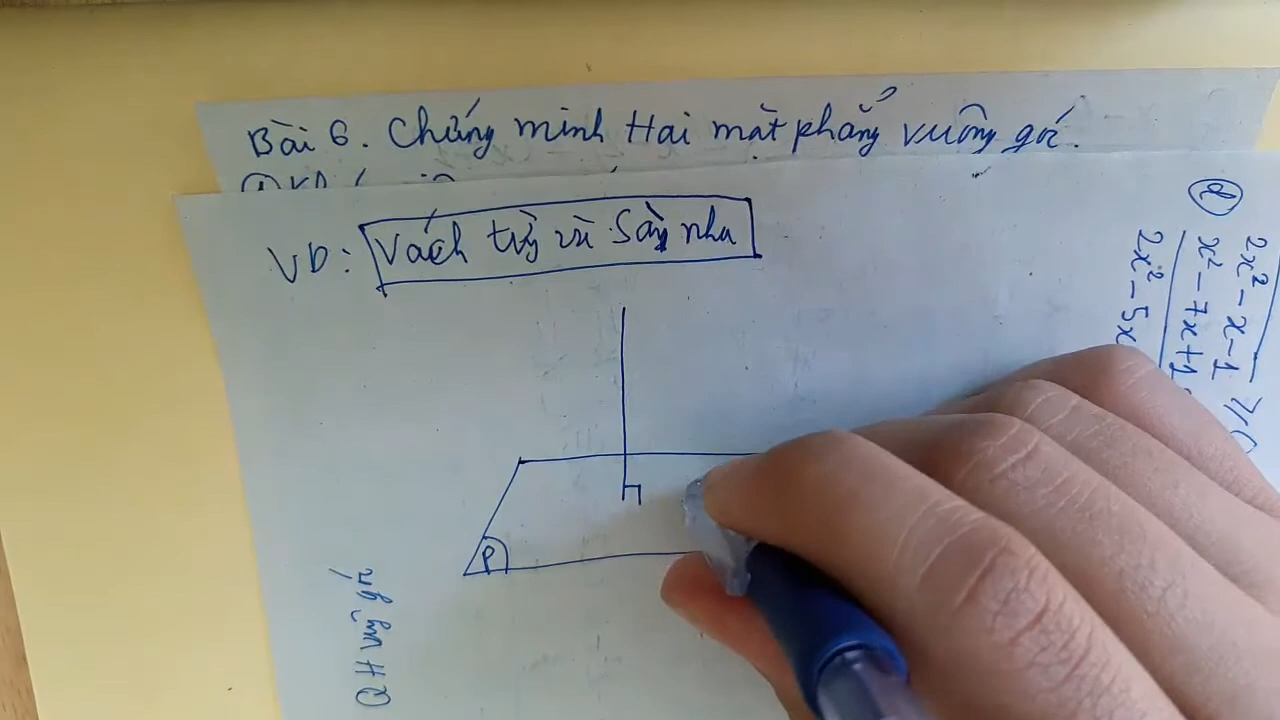 Bài 6. Chứng minh Hai mặt phẳng vuông góc.
VD: Vách tủ và Sàn nhà
P
d
2x² - x - 1
x² - 7x + 1
2x² - 5x